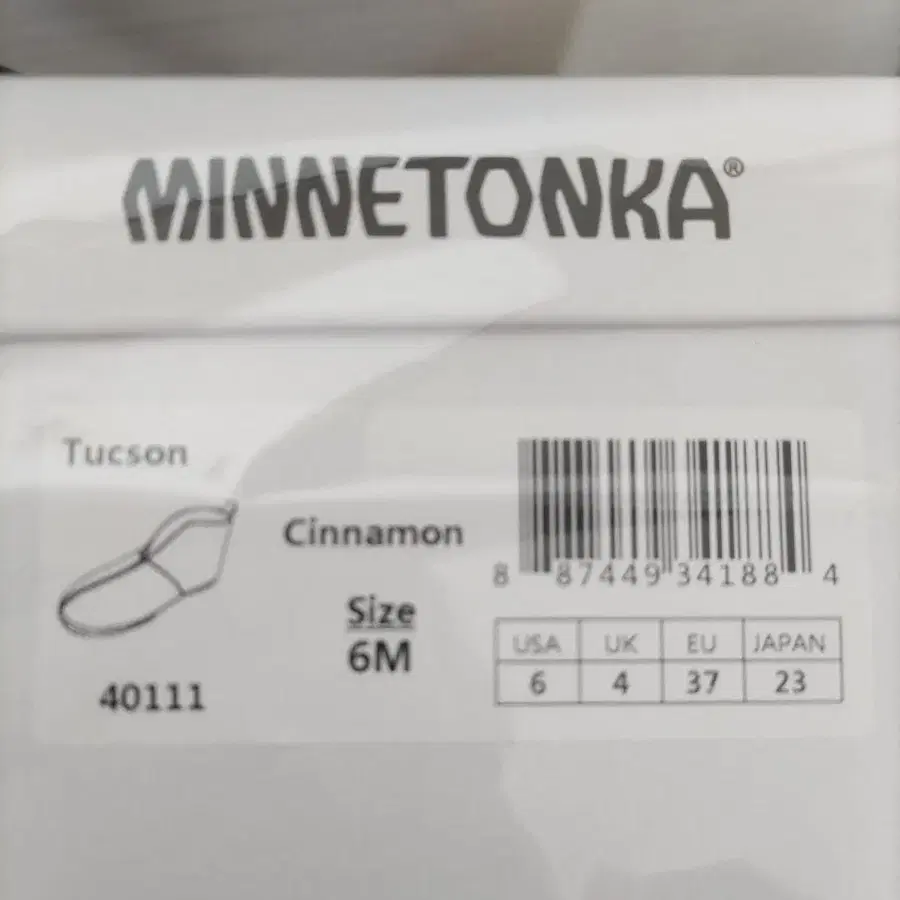 MINNETONKA®
Tucson
Cinnamon
Size
6M
40111
8 87449 34188 4
USA UK EU JAPAN
6 4 37 23